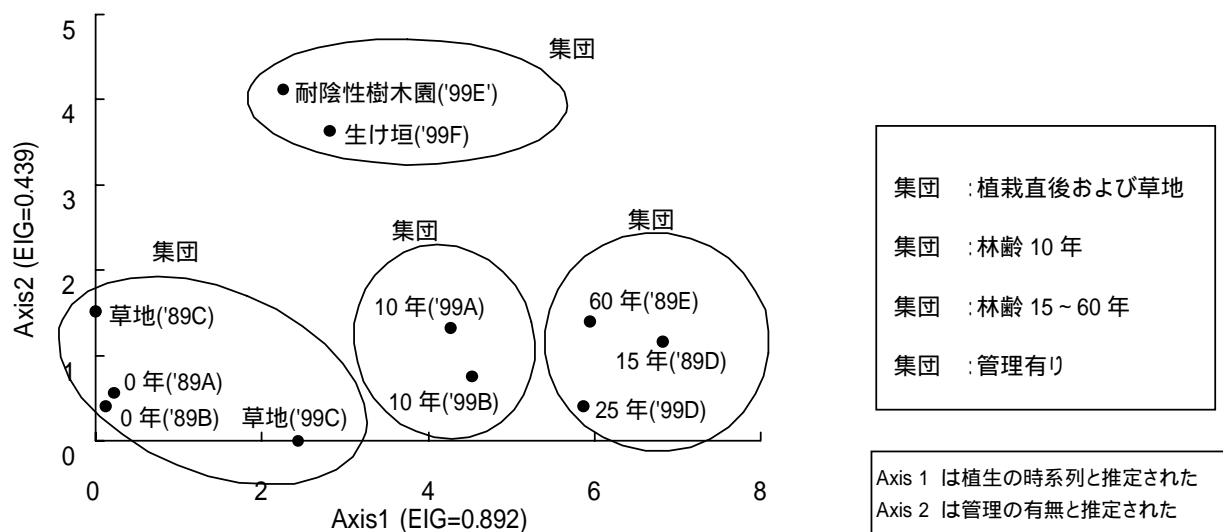 5
4
3
2
1
0
Axis2 (EIG=0.439)
集団
耐陰性樹木園('99E')
生け垣('99F)
集団
草地('89C)
0 年('89A)
0 年('89B)
草地('99C)
集団
10 年('99A)
10 年('99B)
集団
60 年('89E)
15 年('89D)
25 年('99D)
0 2 4 6 8
Axis1 (EIG=0.892)
集団 :植栽直後および草地
集団 :林齢 10 年
集団 :林齢 15~60 年
集団 :管理有り
Axis 1 は植生の時系列と推定された
Axis 2 は管理の有無と推定された